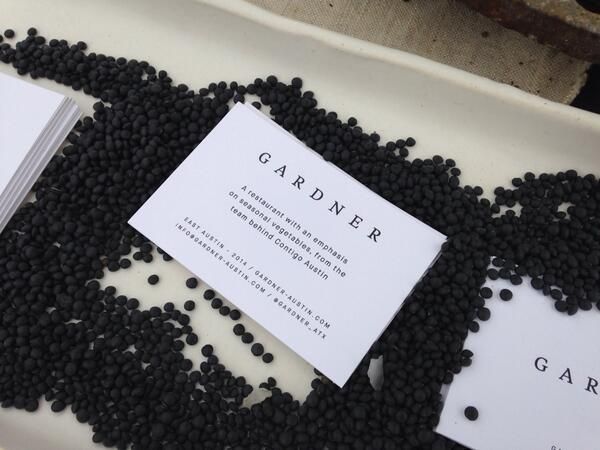 GARDNER
A restaurant with an emphasis
on seasonal vegetables, from the
team behind Contigo Austin
EAST AUSTIN - 2014 / GARDNER-AUSTIN.COM
INFO@GARDNER-AUSTIN.COM / @GARDNER_ATX
GAR